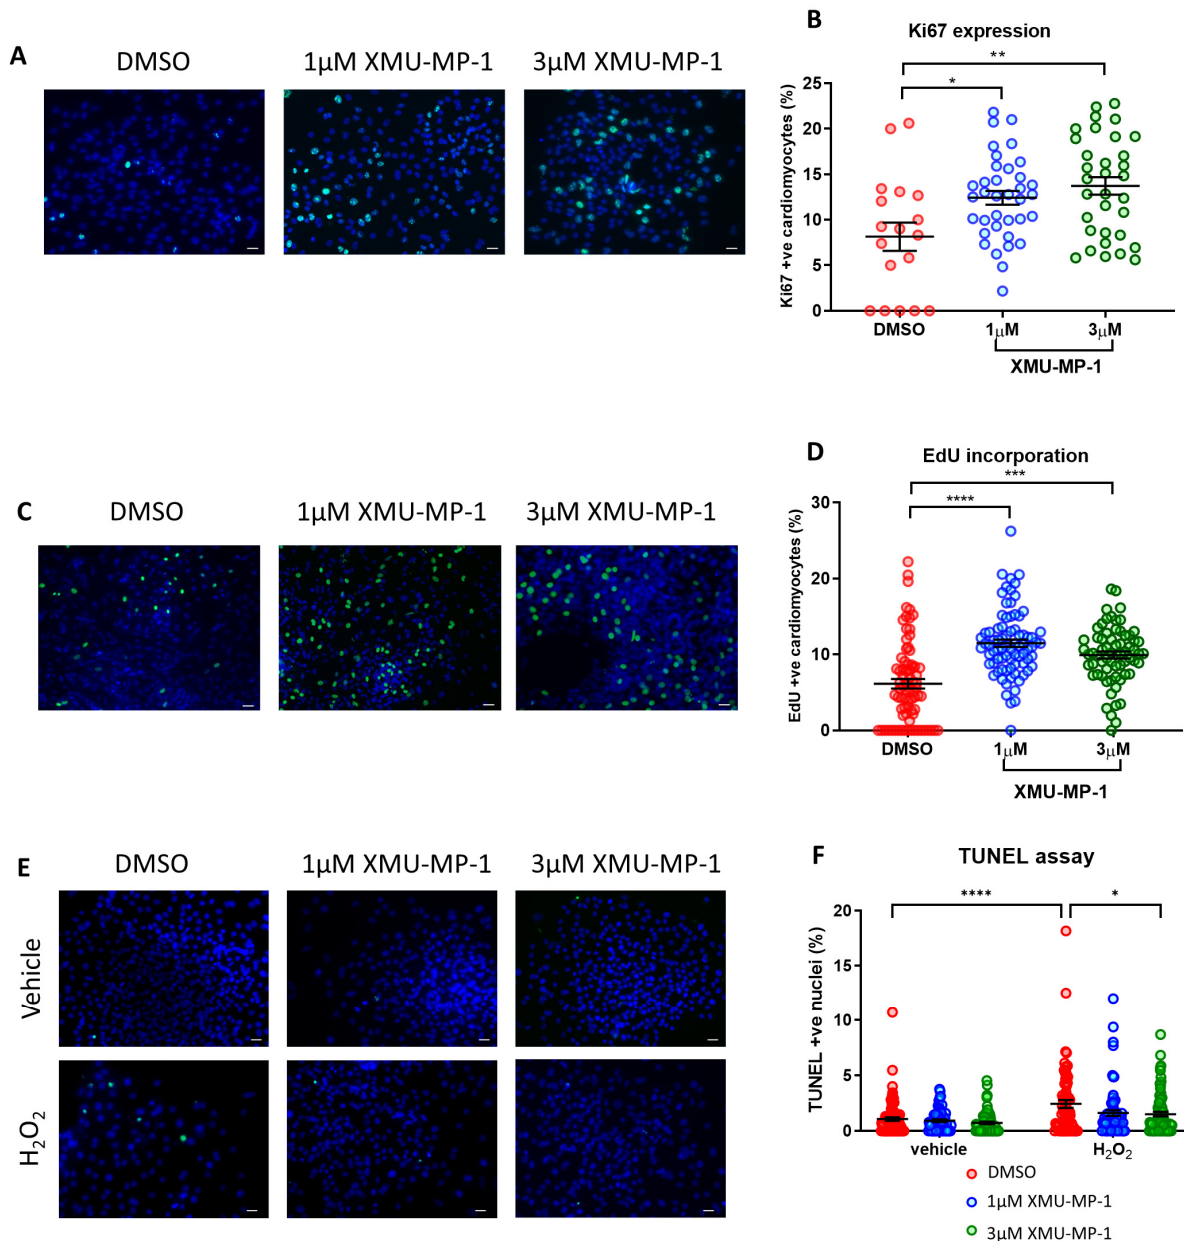 A
DMSO
1μM XMU-MP-1
3μM XMU-MP-1
B
Ki67 expression
**
*
Ki67 +ve cardiomyocytes (%)
25
20
15
10
5
0
DMSO
1μM
3μM
XMU-MP-1
C
DMSO
1μM XMU-MP-1
3μM XMU-MP-1
D
EdU incorporation
***
****
EdU +ve cardiomyocytes (%)
30
20
10
0
DMSO
1μM
3μM
XMU-MP-1
E
DMSO
1μM XMU-MP-1
3μM XMU-MP-1
Vehicle
H₂O₂
F
TUNEL assay
****
*
TUNEL +ve nuclei (%)
20
15
10
5
0
vehicle
H₂O₂
DMSO
1μM XMU-MP-1
3μM XMU-MP-1